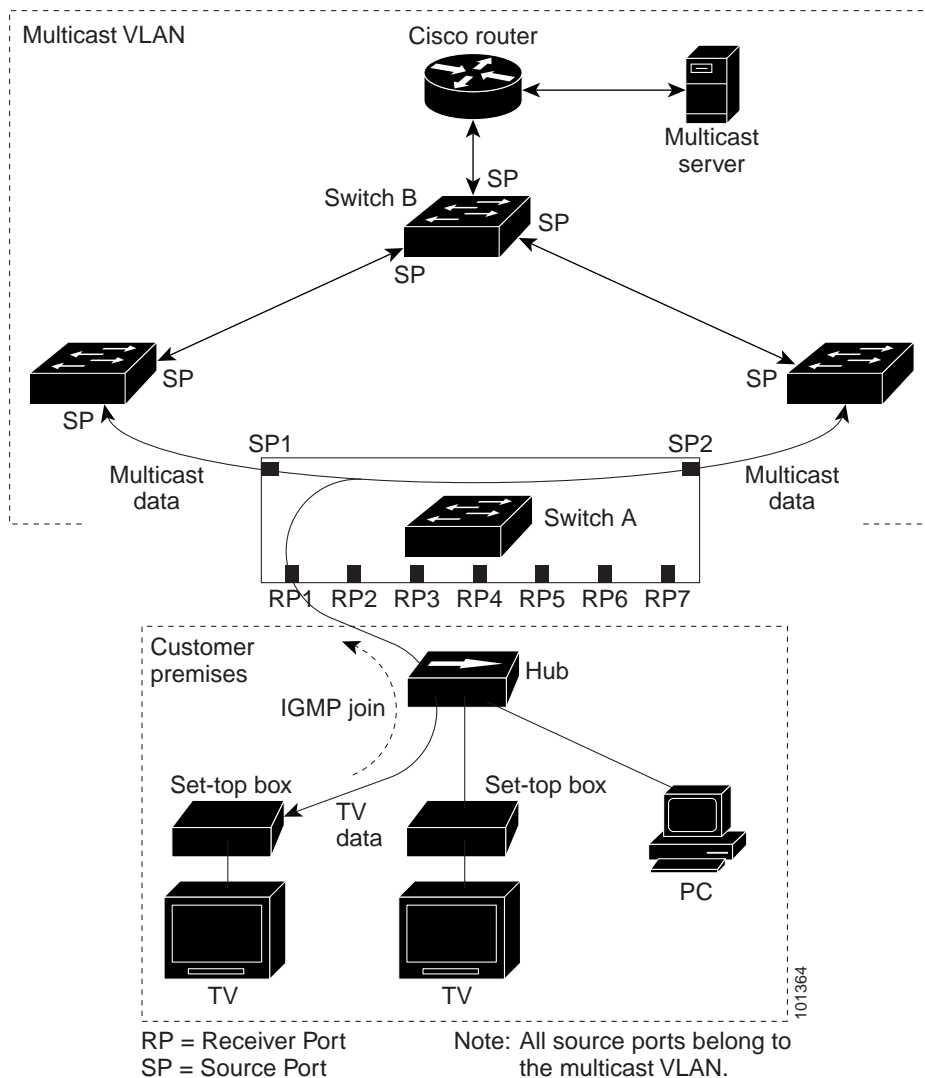 Multicast VLAN
Cisco router
Multicast
server
SP
Switch B
SP
SP
SP
SP
SP
SP1
SP2
Multicast
data
Multicast
data
Switch A
RP1 RP2 RP3 RP4 RP5 RP6 RP7
Customer
premises
Hub
IGMP join
Set-top box
Set-top box
TV
data
PC
TV
TV
101364
RP = Receiver Port
SP = Source Port
Note: All source ports belong to
the multicast VLAN.